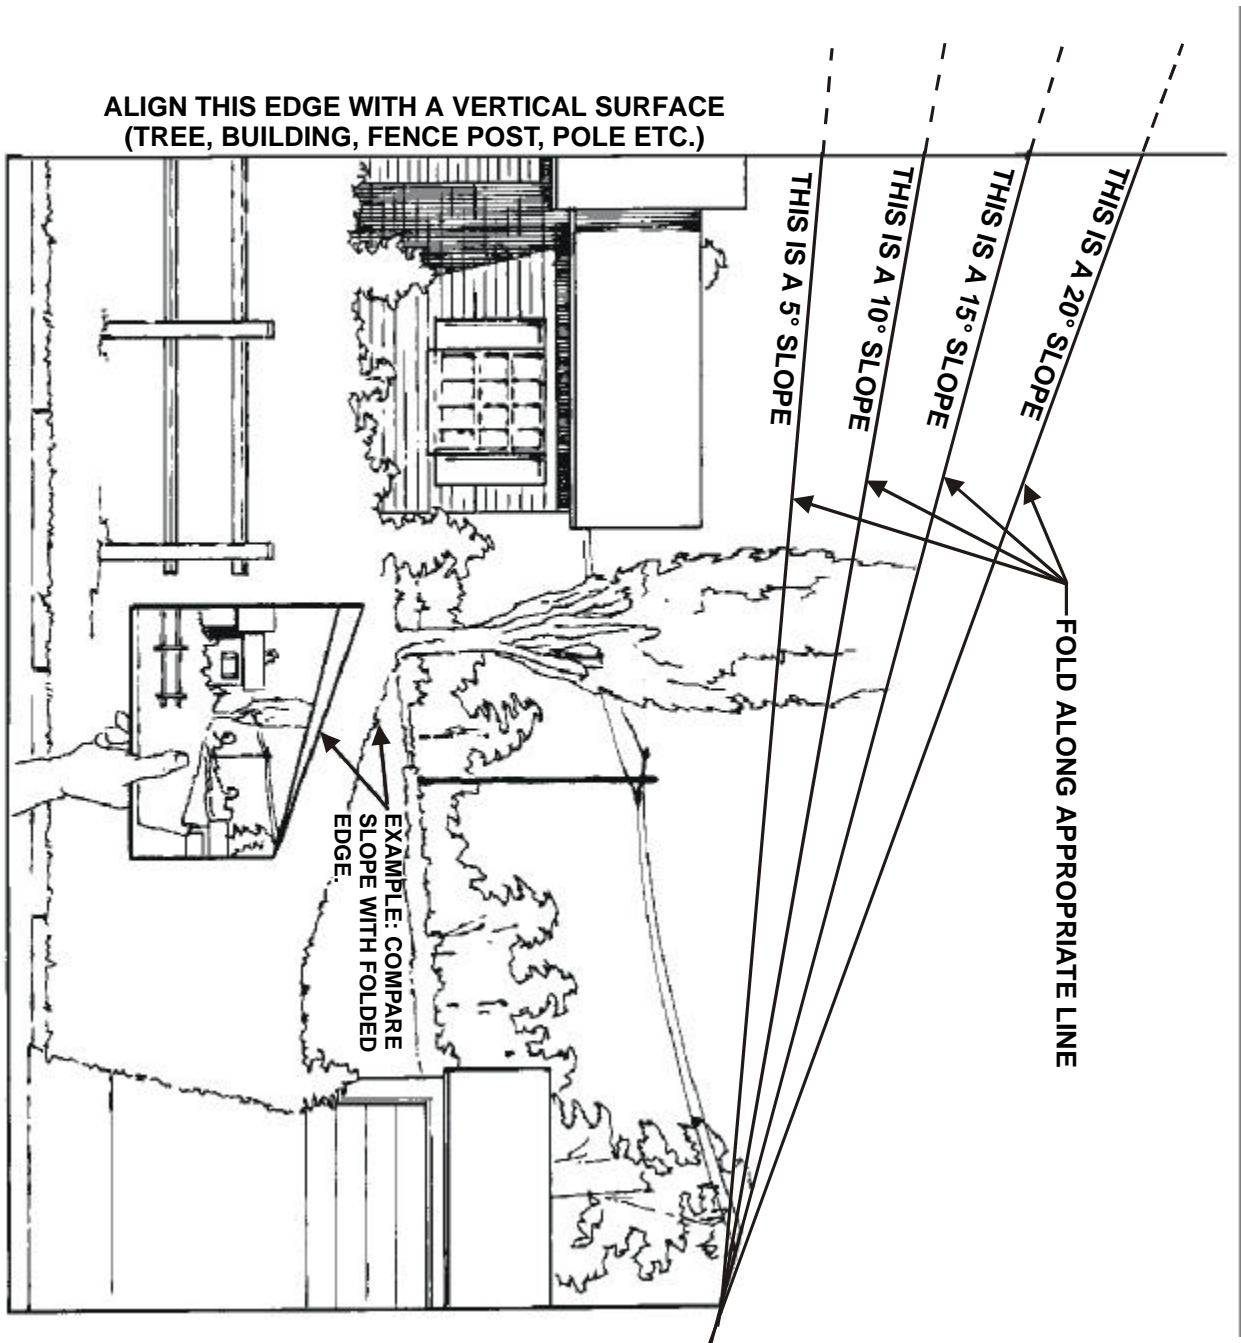 ALIGN THIS EDGE WITH A VERTICAL SURFACE
(TREE, BUILDING, FENCE POST, POLE ETC.)
THIS IS A 5° SLOPE
THIS IS A 10° SLOPE
THIS IS A 15° SLOPE
THIS IS A 20° SLOPE
FOLD ALONG APPROPRIATE LINE
EXAMPLE: COMPARE
SLOPE WITH FOLDED
EDGE.